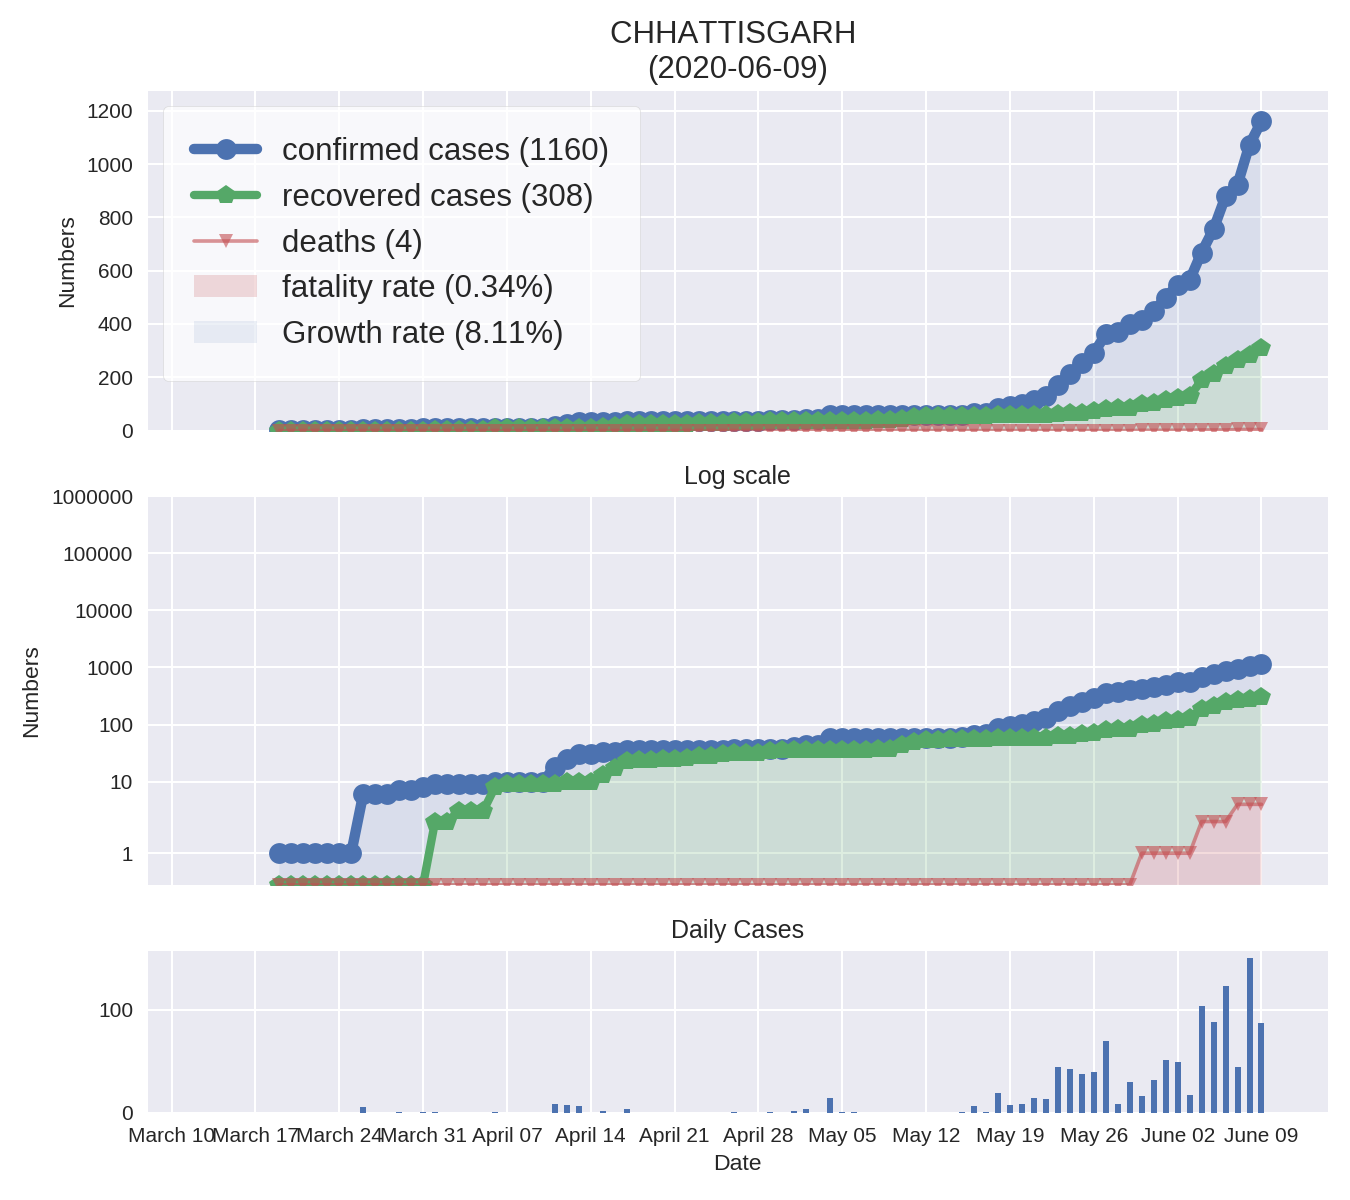 CHHATTISGARH
(2020-06-09)
1200
1000
800
600
400
200
0
Numbers
confirmed cases (1160)
recovered cases (308)
deaths (4)
fatality rate (0.34%)
Growth rate (8.11%)
Log scale
1000000
100000
10000
1000
100
10
1
Numbers
Daily Cases
100
0
March 10 March 17 March 24 March 31 April 07 April 14 April 21 April 28 May 05 May 12 May 19 May 26 June 02 June 09
Date